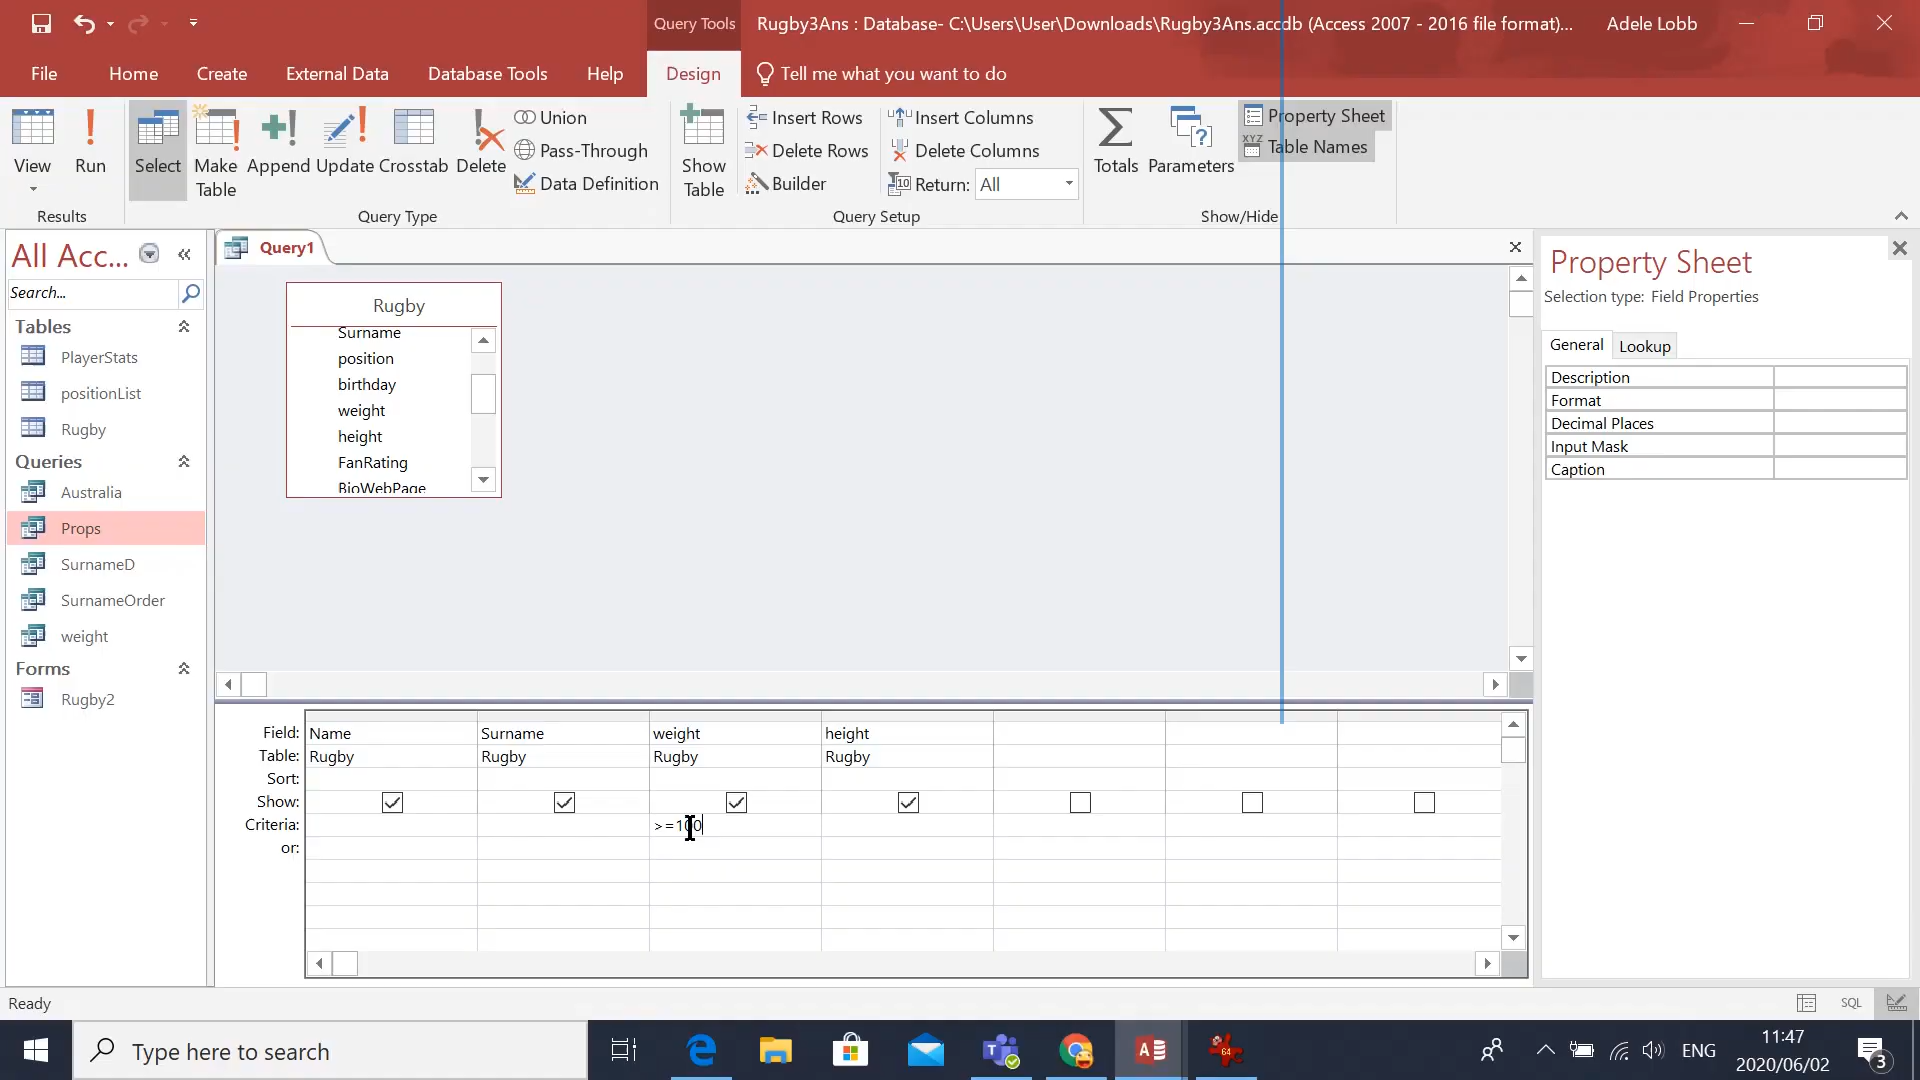 Query Tools
Rugby3Ans : Database- C:\Users\User\Downloads\Rugby3Ans.accdb (Access 2007 - 2016 file format)...
Adele Lobb
File Home Create External Data Database Tools Help Design Tell me what you want to do
View
Run
Results
Select
Make Table
Append
Update
Crosstab
Delete
Union
Pass-Through
Data Definition
Query Type
Show Table
Insert Rows
Delete Rows
Builder
Insert Columns
Delete Columns
Return: All
Query Setup
Totals
Parameters
Property Sheet
XYZ Table Names
Show/Hide
All Acc...
Search...
Tables
PlayerStats
positionList
Rugby
Queries
Australia
Props
SurnameD
SurnameOrder
weight
Forms
Rugby2
Query1
Rugby
Surname
position
birthday
weight
height
FanRating
BioWebPage
Field: Name Surname weight height
Table: Rugby Rugby Rugby Rugby
Sort:
Show:
Criteria: >=100
or:
Property Sheet
Selection type: Field Properties
General Lookup
Description
Format
Decimal Places
Input Mask
Caption
Ready
SQL
Type here to search
64
ENG
11:47
2020/06/02
3